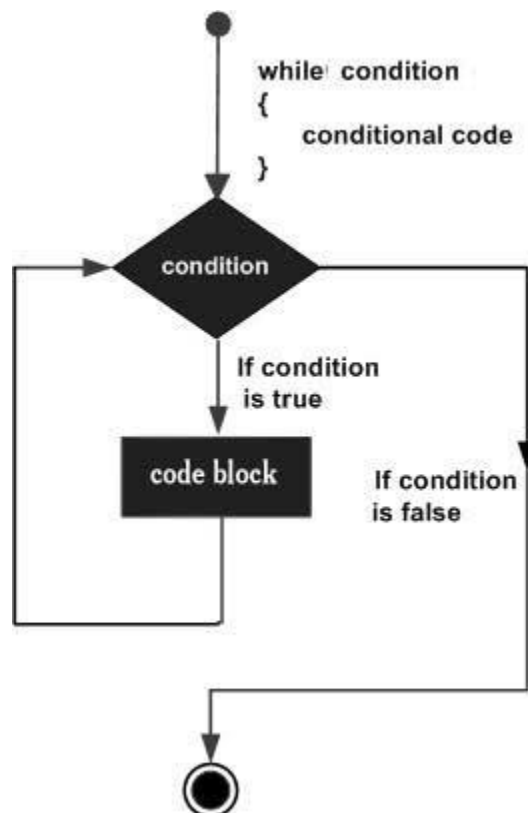 while condition
{
conditional code
}
condition
If condition
is true
code block
If condition
is false